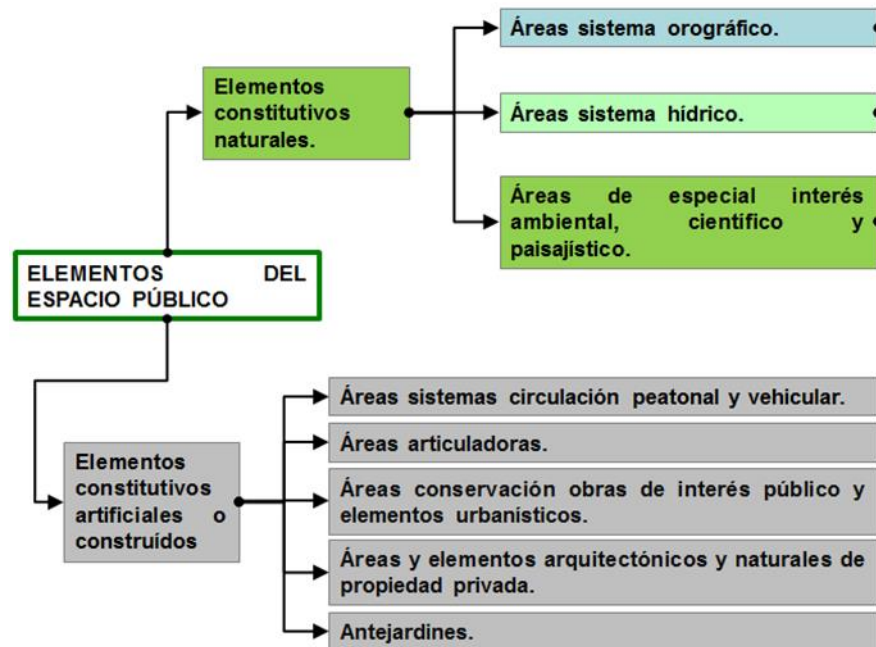 Áreas sistema orográfico.
Elementos
constitutivos
naturales.
Áreas sistema hídrico.
Áreas de especial interés
ambiental, científico y
paisajístico.
ELEMENTOS DEL
ESPACIO PÚBLICO
Áreas sistemas circulación peatonal y vehicular.
Áreas articuladoras.
Elementos
constitutivos
artificiales o
construídos
Áreas conservación obras de interés público y
elementos urbanísticos.
Áreas y elementos arquitectónicos y naturales de
propiedad privada.
Antejardines.